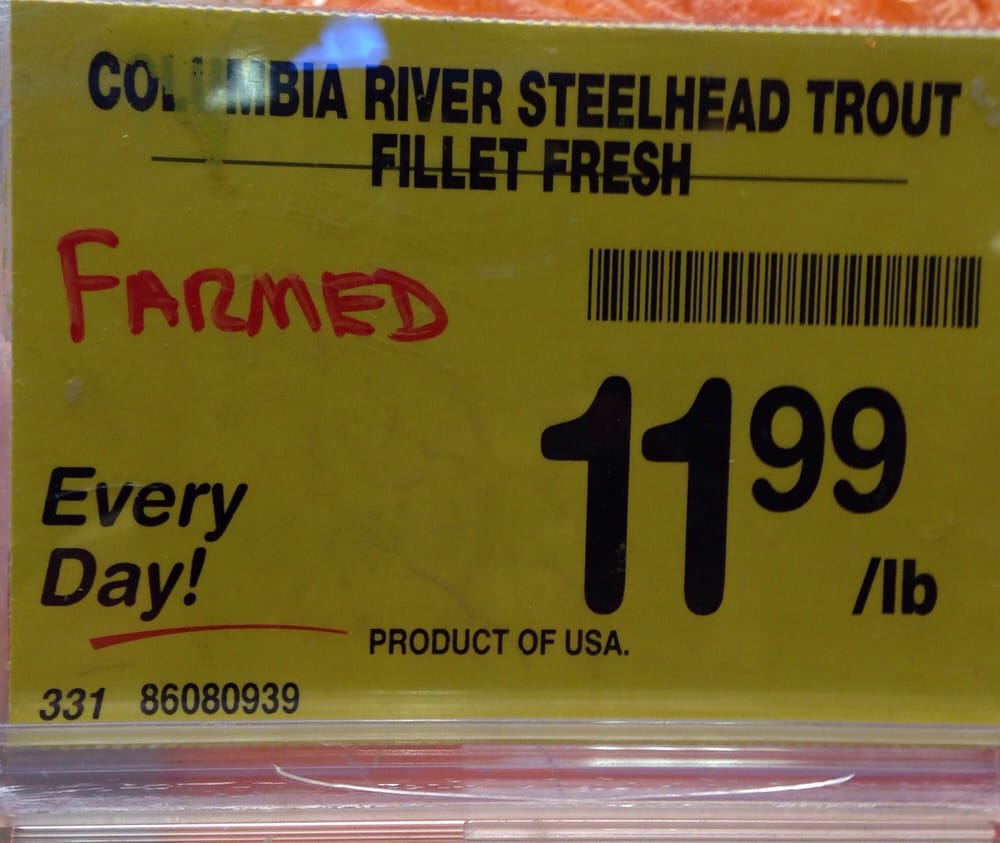 COLUMBIA RIVER STEELHEAD TROUT
FILLET FRESH
FARMED
11 99
/lb
Every
Day!
PRODUCT OF USA.
331 86080939